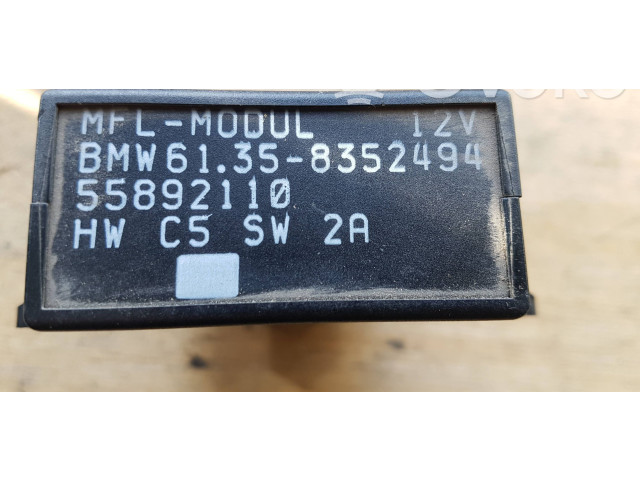 MFL-MODUL 12V
BMW61.35-8352494
55892110
HW C5 SW 2A